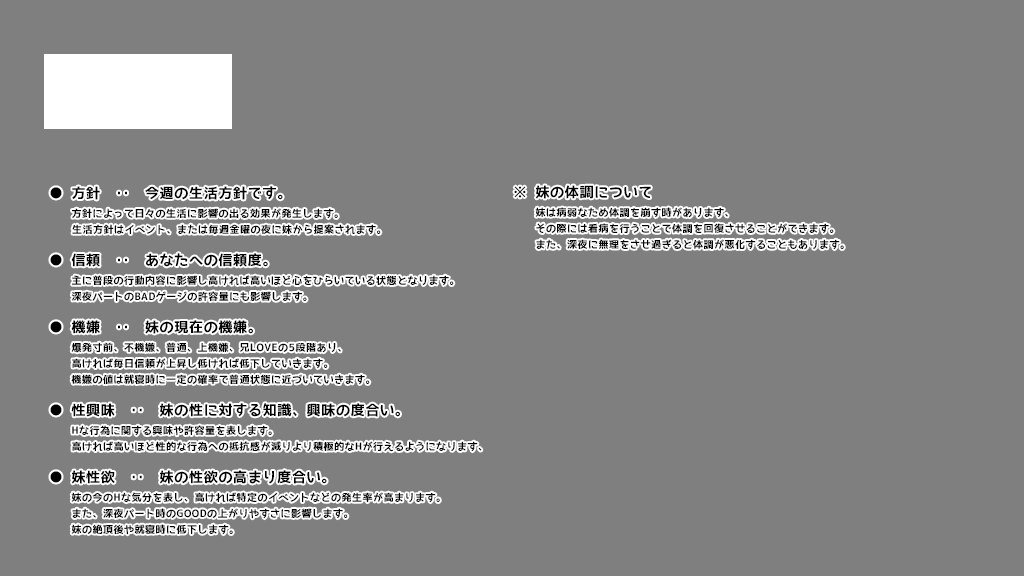 ● 方針 ‥ 今週の生活方針です。
方針によって日々の生活に影響の出る効果が発生します。
生活方針はイベント、または毎週金曜の夜に妹から提案されます。
● 信頼 ‥ あなたへの信頼度。
主に普段の行動内容に影響し高ければ高いほど心をひらいている状態となります。
深夜パートのBADゲージの許容量にも影響します。
● 機嫌 ‥ 妹の現在の機嫌。
爆発寸前、不機嫌、普通、上機嫌、兄LOVEの5段階あり、
高ければ毎日信頼が上昇し低ければ低下していきます。
機嫌の値は就寝時に一定の確率で普通状態に近づいていきます。
● 性興味 ‥ 妹の性に対する知識、興味の度合い。
Hな行為に関する興味や許容量を表します。
高ければ高いほど性的な行為への抵抗感が減りより積極的なHが行えるようになります。
● 妹性欲 ‥ 妹の性欲の高まり度合い。
妹の今のHな気分を表し、高ければ特定のイベントなどの発生率が高まります。
また、深夜パート時のGOODの上がりやすさに影響します。
妹の絶頂後や就寝時に低下します。
※ 妹の体調について
妹は病弱なため体調を崩す時があります。
その際には看病を行うことで体調を回復させることができます。
また、深夜に無理をさせ過ぎると体調が悪化することもあります。